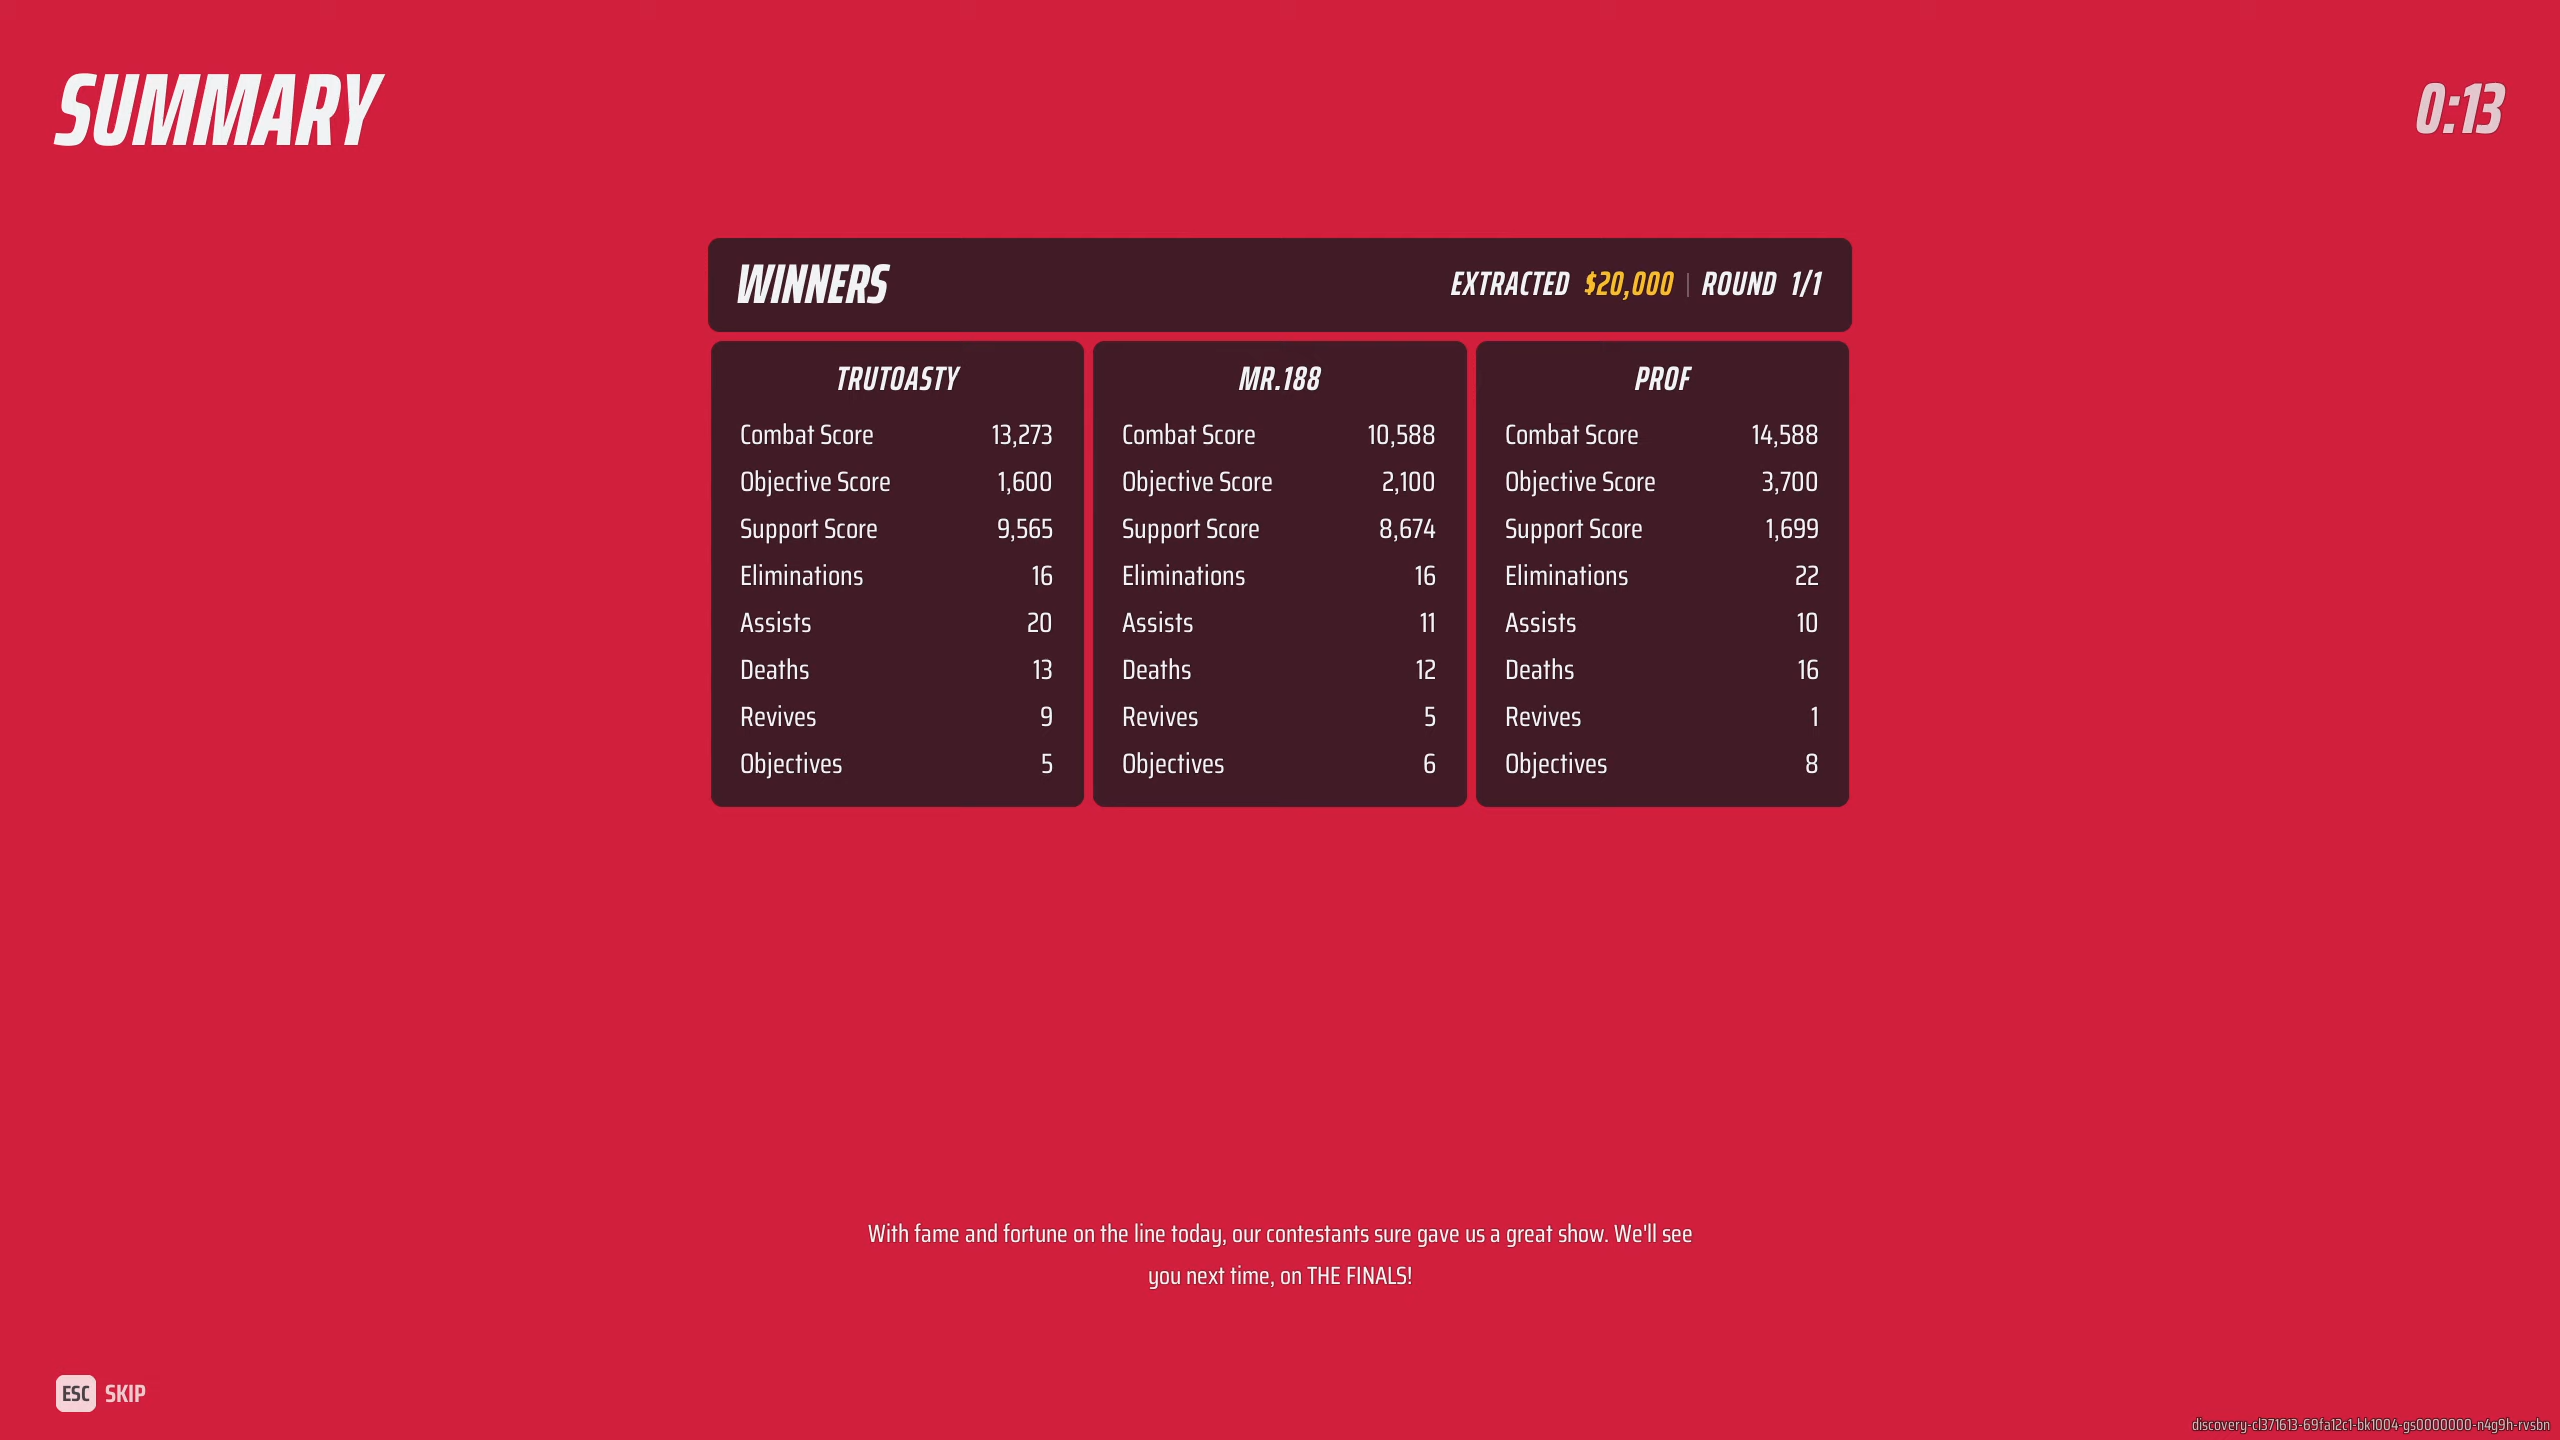 SUMMARY
0:13
WINNERS
EXTRACTED $20,000 | ROUND 1/1
TRUTOASTY
Combat Score 13,273
Objective Score 1,600
Support Score 9,565
Eliminations 16
Assists 20
Deaths 13
Revives 9
Objectives 5
MR.188
Combat Score 10,588
Objective Score 2,100
Support Score 8,674
Eliminations 16
Assists 11
Deaths 12
Revives 5
Objectives 6
PROF
Combat Score 14,588
Objective Score 3,700
Support Score 1,699
Eliminations 22
Assists 10
Deaths 16
Revives 1
Objectives 8
With fame and fortune on the line today, our contestants sure gave us a great show. We'll see
you next time, on THE FINALS!
ESC SKIP
discovery-cl371613-69fa12c1-bk1004-gs0000000-n4g9h-rvsbn